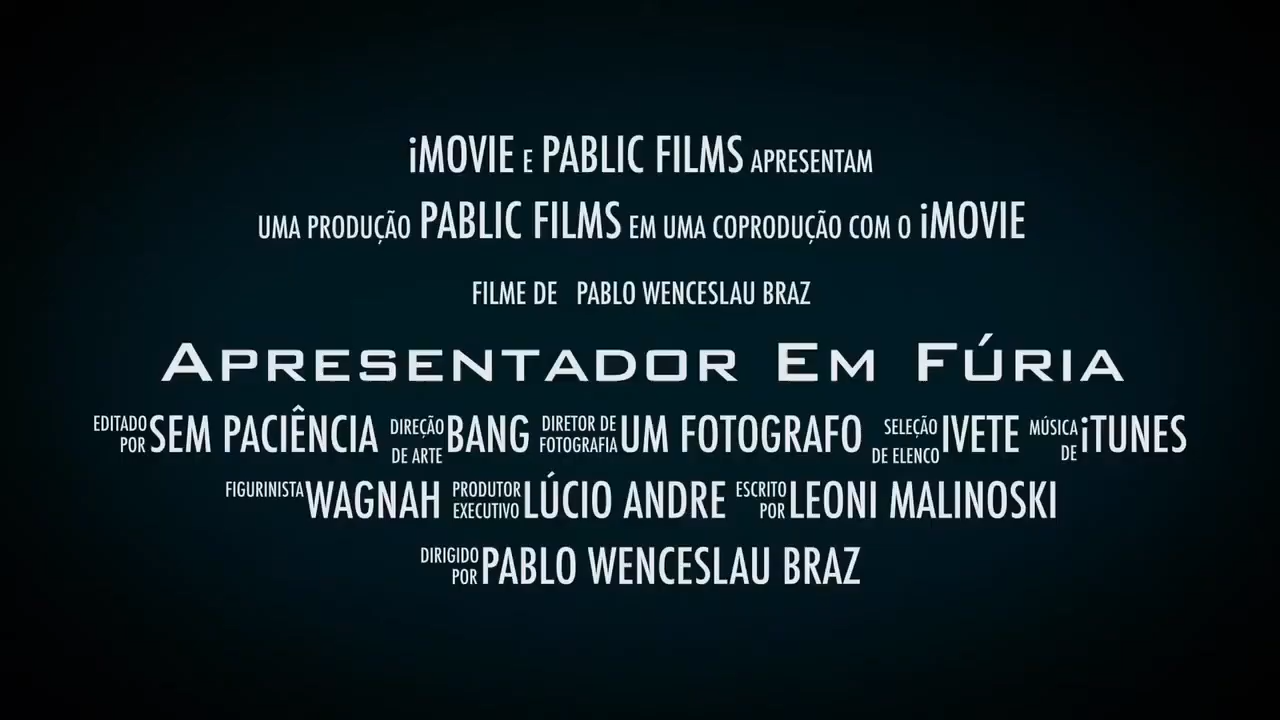 iMOVIE E PABLIC FILMS APRESENTAM
UMA PRODUÇÃO PABLIC FILMS EM UMA COPRODUÇÃO COM O iMOVIE
FILME DE PABLO WENCESLAU BRAZ
APRESENTADOR EM FÚRIA
EDITADO POR SEM PACIÊNCIA DIREÇÃO DE ARTE BANG DIRETOR DE FOTOGRAFIA UM FOTOGRAFO SELEÇÃO DE ELENCO IVETE MÚSICA DE iTUNES
FIGURINISTA WAGNAH PRODUTOR EXECUTIVO LÚCIO ANDRE ESCRITO POR LEONI MALINOSKI
DIRIGIDO POR PABLO WENCESLAU BRAZ